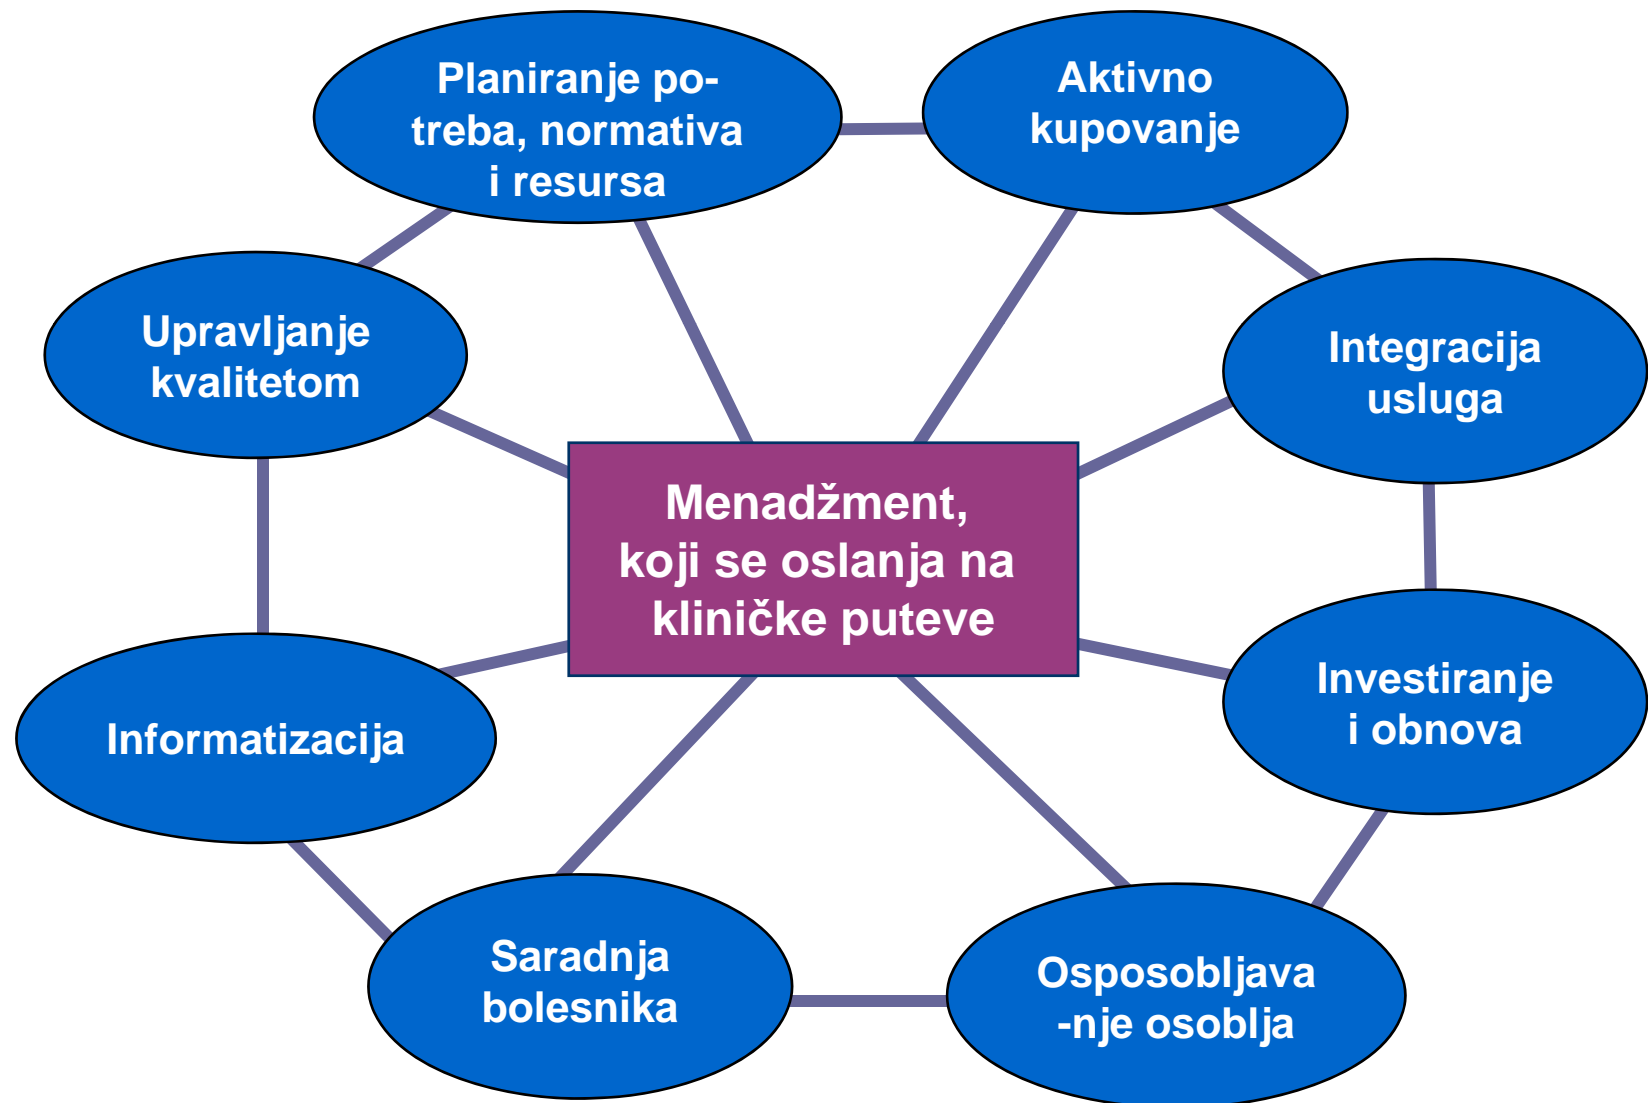 Planiranje po-
treba, normativa
i resursa
Aktivno
kupovanje
Upravljanje
kvalitetom
Integracija
usluga
Menadžment,
koji se oslanja na
kliničke puteve
Informatizacija
Investiranje
i obnova
Saradnja
bolesnika
Osposobljava
-nje osoblja